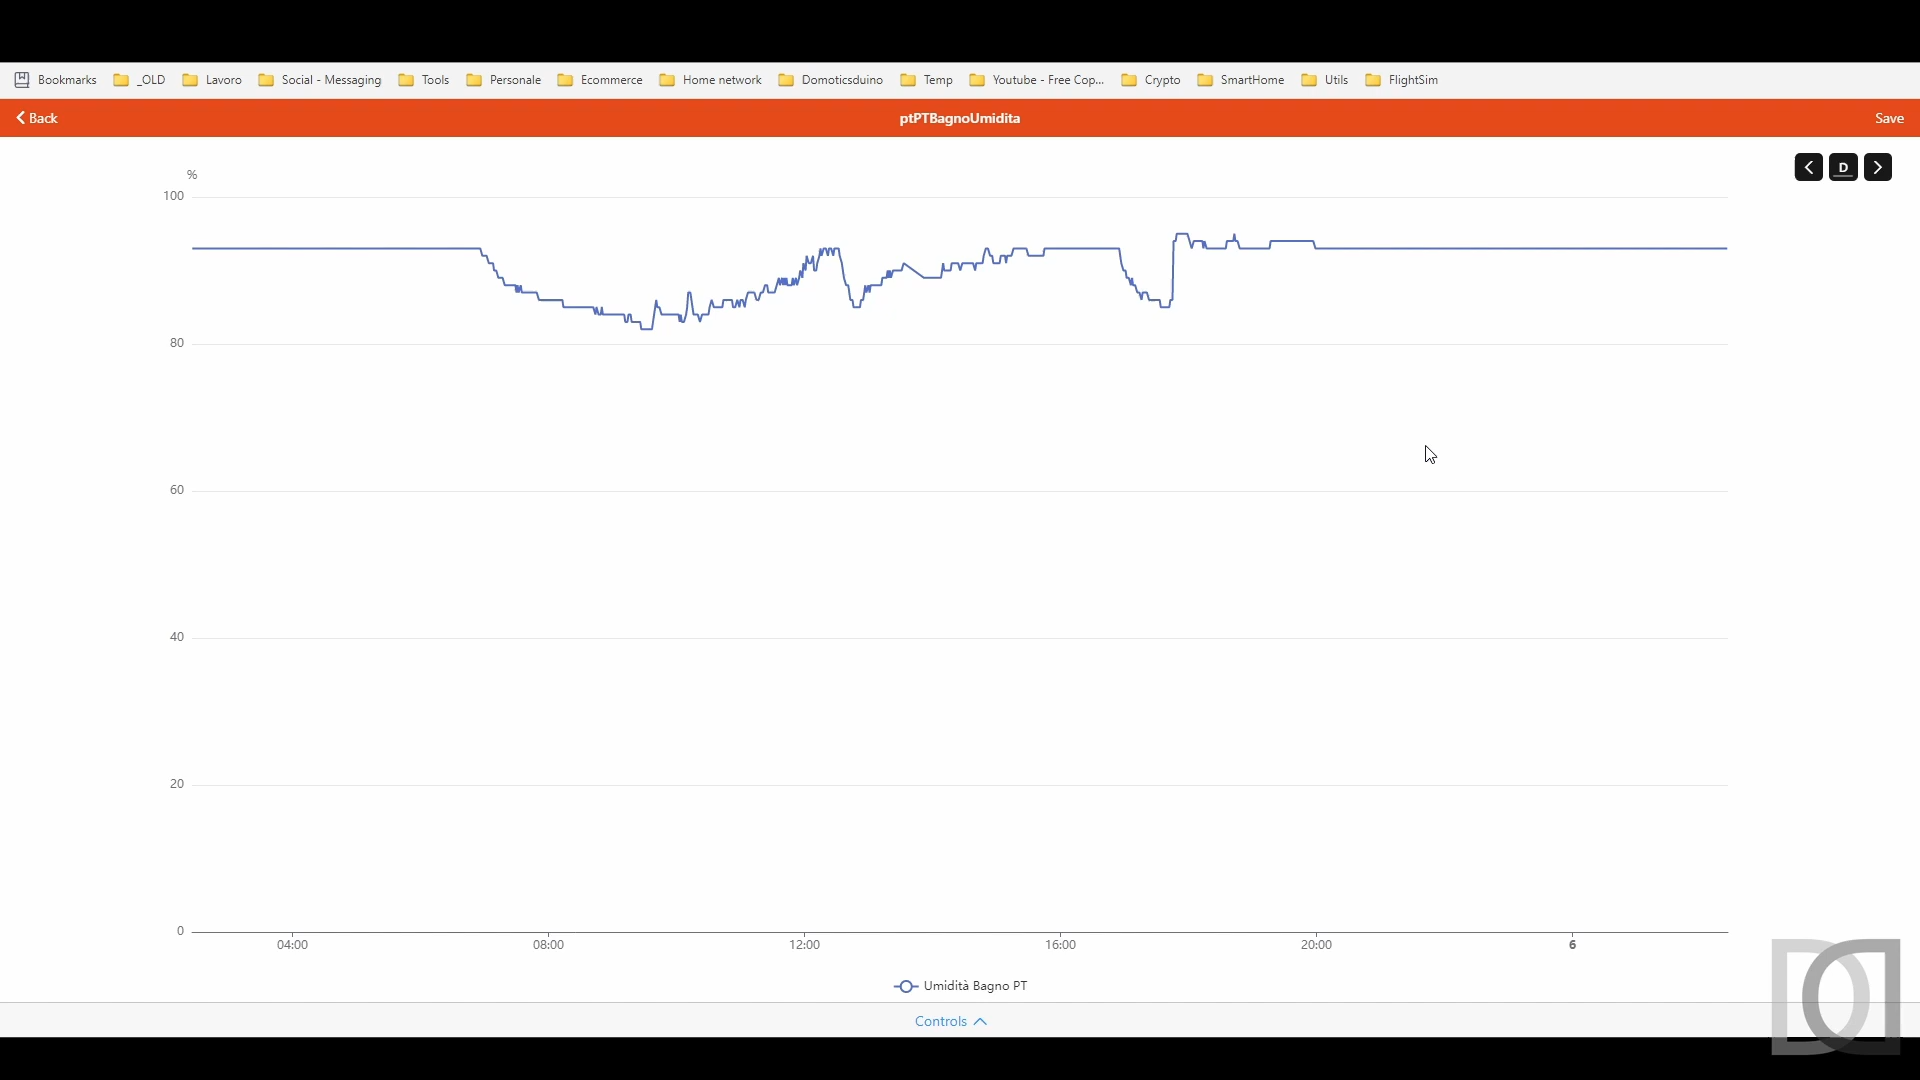 Bookmarks _OLD Lavoro Social - Messaging Tools Personale Ecommerce Home network Domoticsduino Temp Youtube - Free Cop... Crypto SmartHome Utils FlightSim
Back ptPTBagnoUmidita Save
D
%
100
80
60
40
20
0
04:00 08:00 12:00 16:00 20:00 6
Umidità Bagno PT
Controls